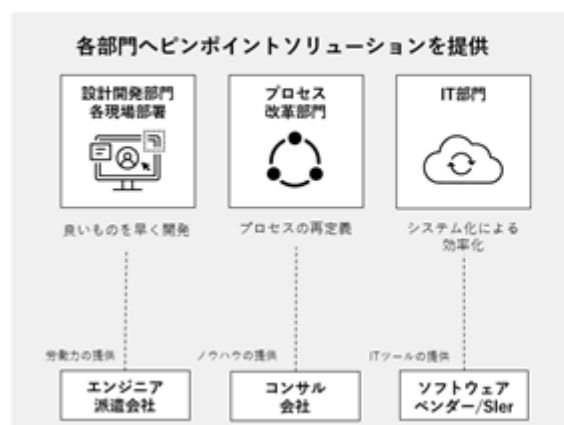 各部門へピンポイントソリューションを提供
設計開発部門
各現場部署
プロセス
改革部門
IT部門
良いものを早く開発
プロセスの再定義
システム化による
効率化
労働力の提供
ノウハウの提供
ITツールの提供
エンジニア
派遣会社
コンサル
会社
ソフトウェア
ベンダー/SIer